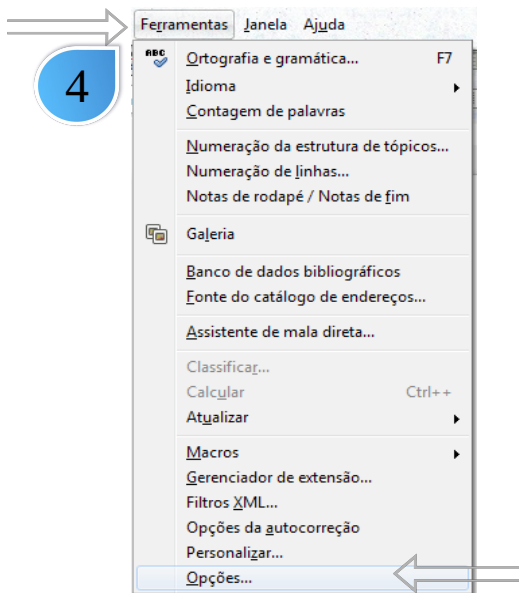 Ferramentas Janela Ajuda
4
ABC Ortografia e gramática... F7
Idioma
Contagem de palavras
Numeração da estrutura de tópicos...
Numeração de linhas...
Notas de rodapé / Notas de fim
Galeria
Banco de dados bibliográficos
Fonte do catálogo de endereços...
Assistente de mala direta...
Classificar...
Calcular Ctrl++
Atualizar
Macros
Gerenciador de extensão...
Filtros XML...
Opções da autocorreção
Personalizar...
Opções...